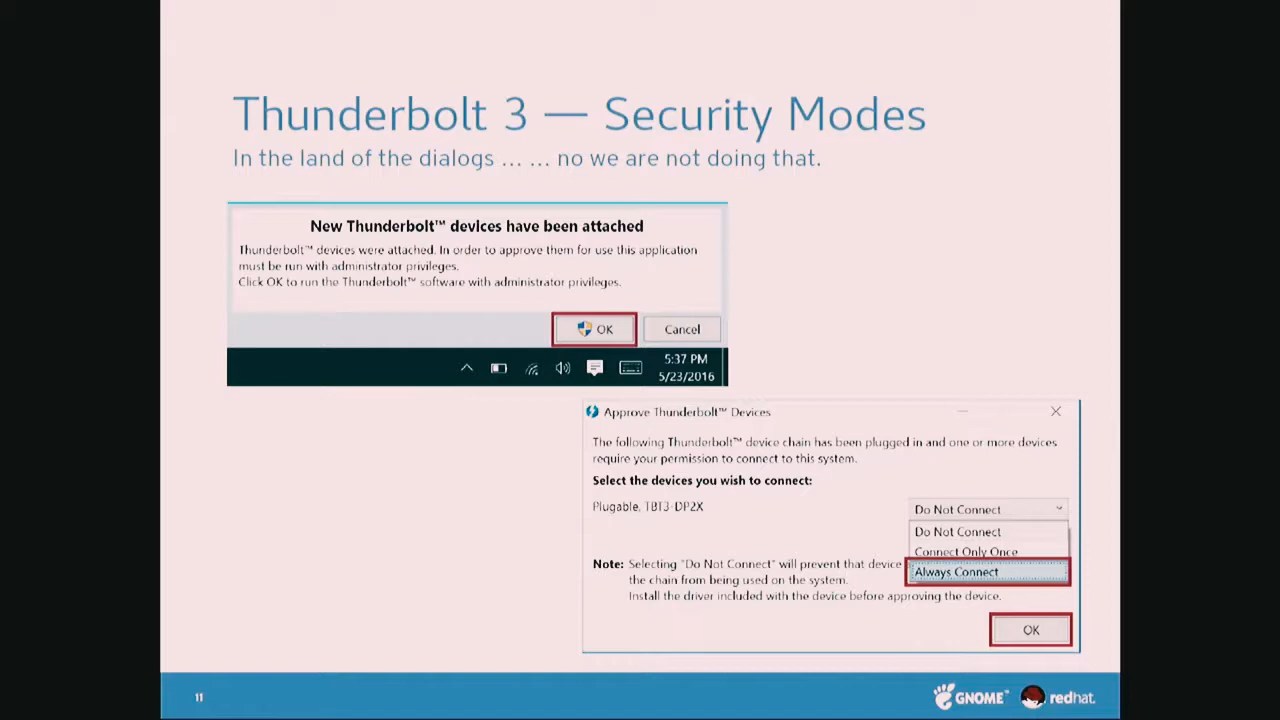 Thunderbolt 3 — Security Modes
In the land of the dialogs ... ... no we are not doing that.
New Thunderbolt™ devices have been attached
Thunderbolt™ devices were attached. In order to approve them for use this application
must be run with administrator privileges.
Click OK to run the Thunderbolt™ software with administrator privileges.
OK
Cancel
5:37 PM
5/23/2016
Approve Thunderbolt™ Devices
The following Thunderbolt™ device chain has been plugged in and one or more devices
require your permission to connect to this system.
Select the devices you wish to connect:
Plugable, TBT3-DP2X
Do Not Connect
Do Not Connect
Connect Only Once
Always Connect
Note: Selecting "Do Not Connect" will prevent that device
the chain from being used on the system.
Install the driver included with the device before approving the device.
OK
11
GNOME™
redhat.